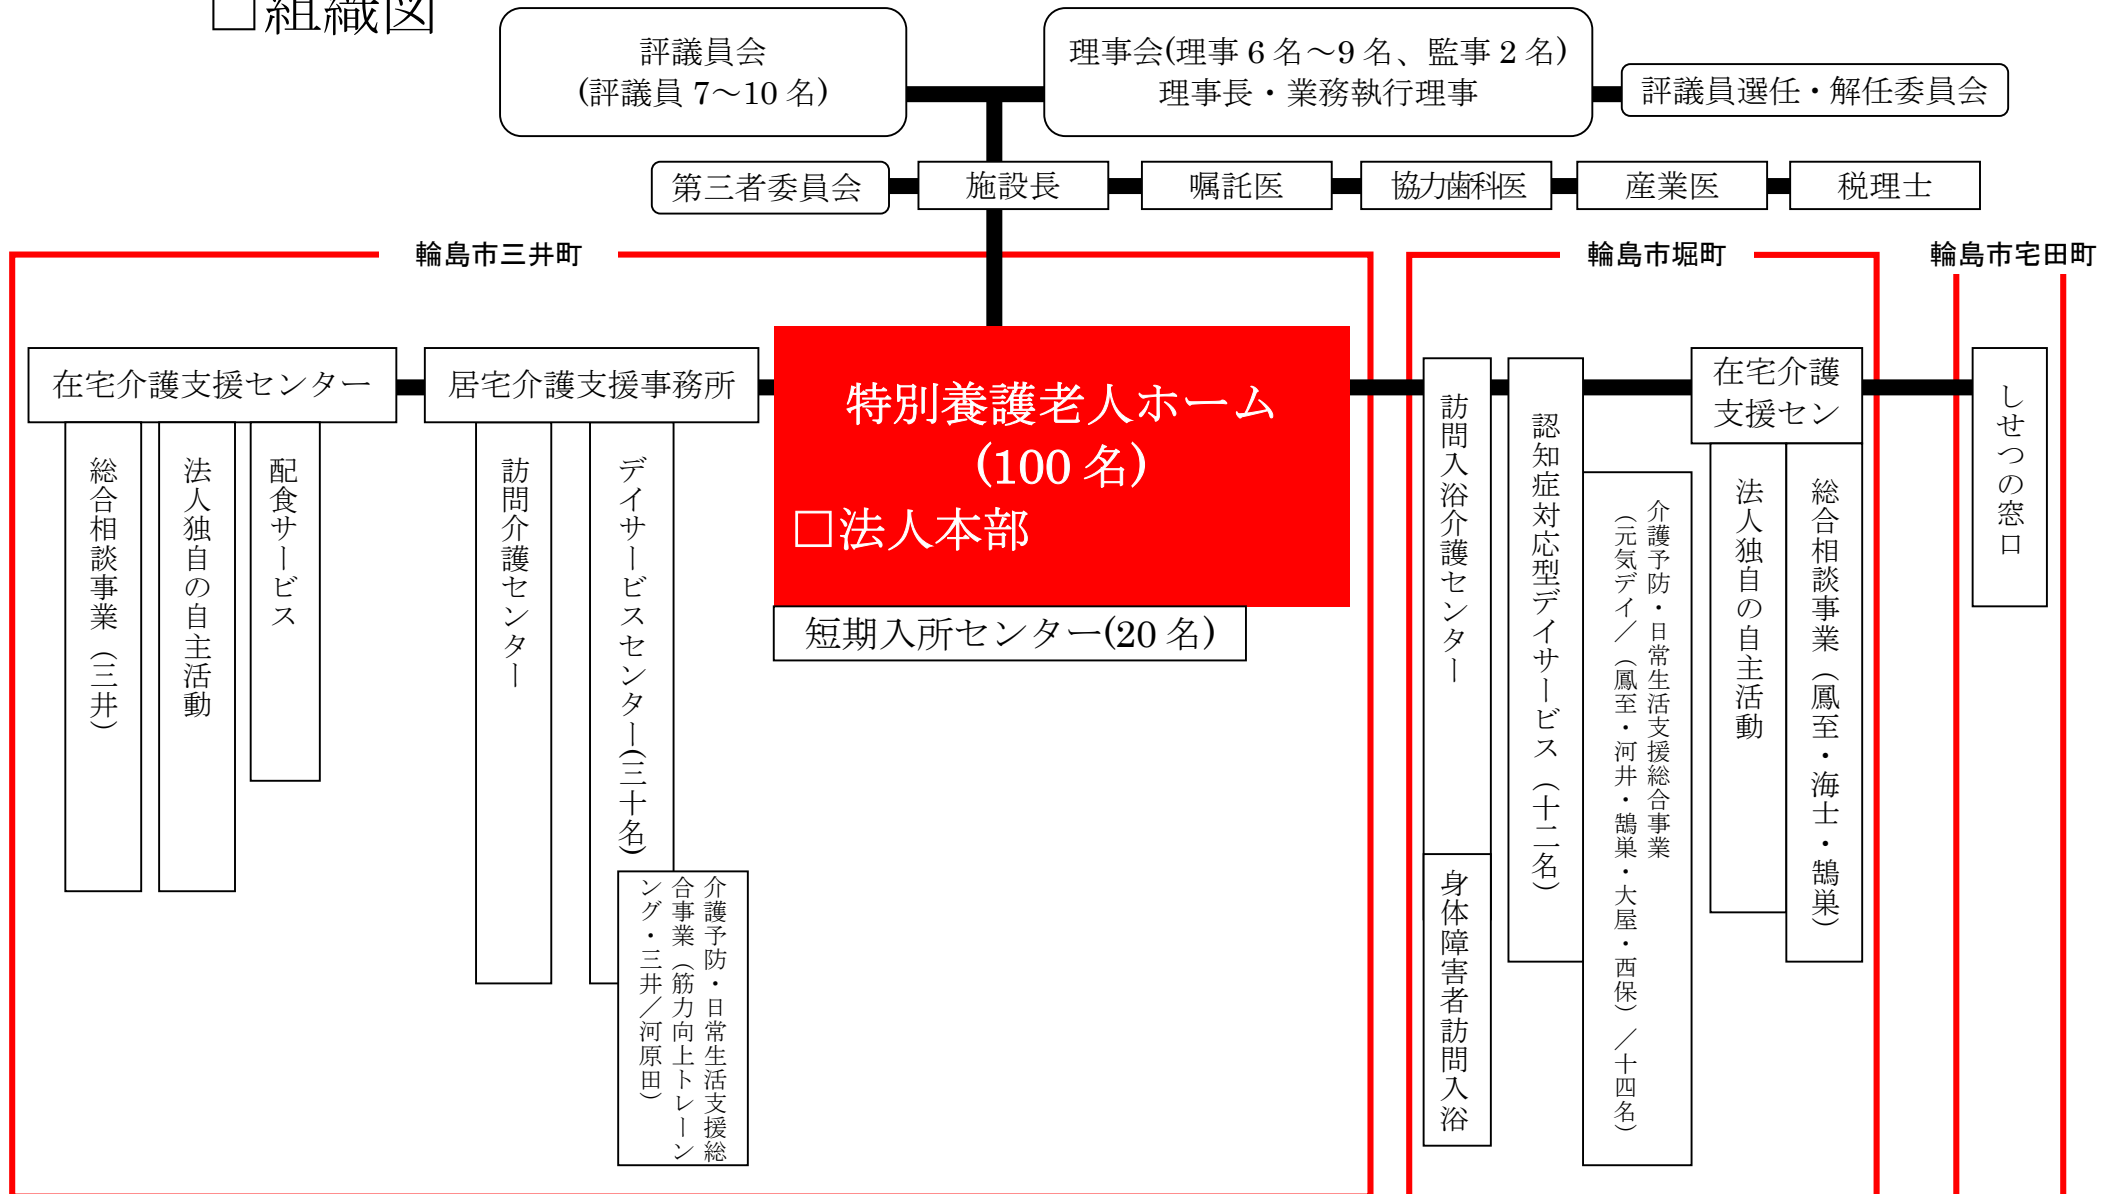 □組織図
評議員会
(評議員 7～10 名)
理事会(理事 6 名～9 名、監事 2 名)
理事長・業務執行理事
評議員選任・解任委員会
第三者委員会
施設長
嘱託医
協力歯科医
産業医
税理士
輪島市三井町
輪島市堀町
輪島市宅田町
在宅介護支援センター
総合相談事業（三井）
法人独自の自主活動
配食サービス
居宅介護支援事務所
訪問介護センター
デイサービスセンター(三十名)
介護予防・日常生活支援総
合事業（筋力向上トレーニ
ング・三井／河原田）
特別養護老人ホーム
(100 名)
□法人本部
短期入所センター(20 名)
訪問入浴介護センター
身体障害者訪問入浴
認知症対応型デイサービス（十二名）
介護予防・日常生活支援総合事業
（元気デイ／（鳳至・河井・鵠巣・大屋・西保）／十四名）
在宅介護
支援セン
法人独自の自主活動
総合相談事業（鳳至・海士・鵠巣）
しせつの窓口